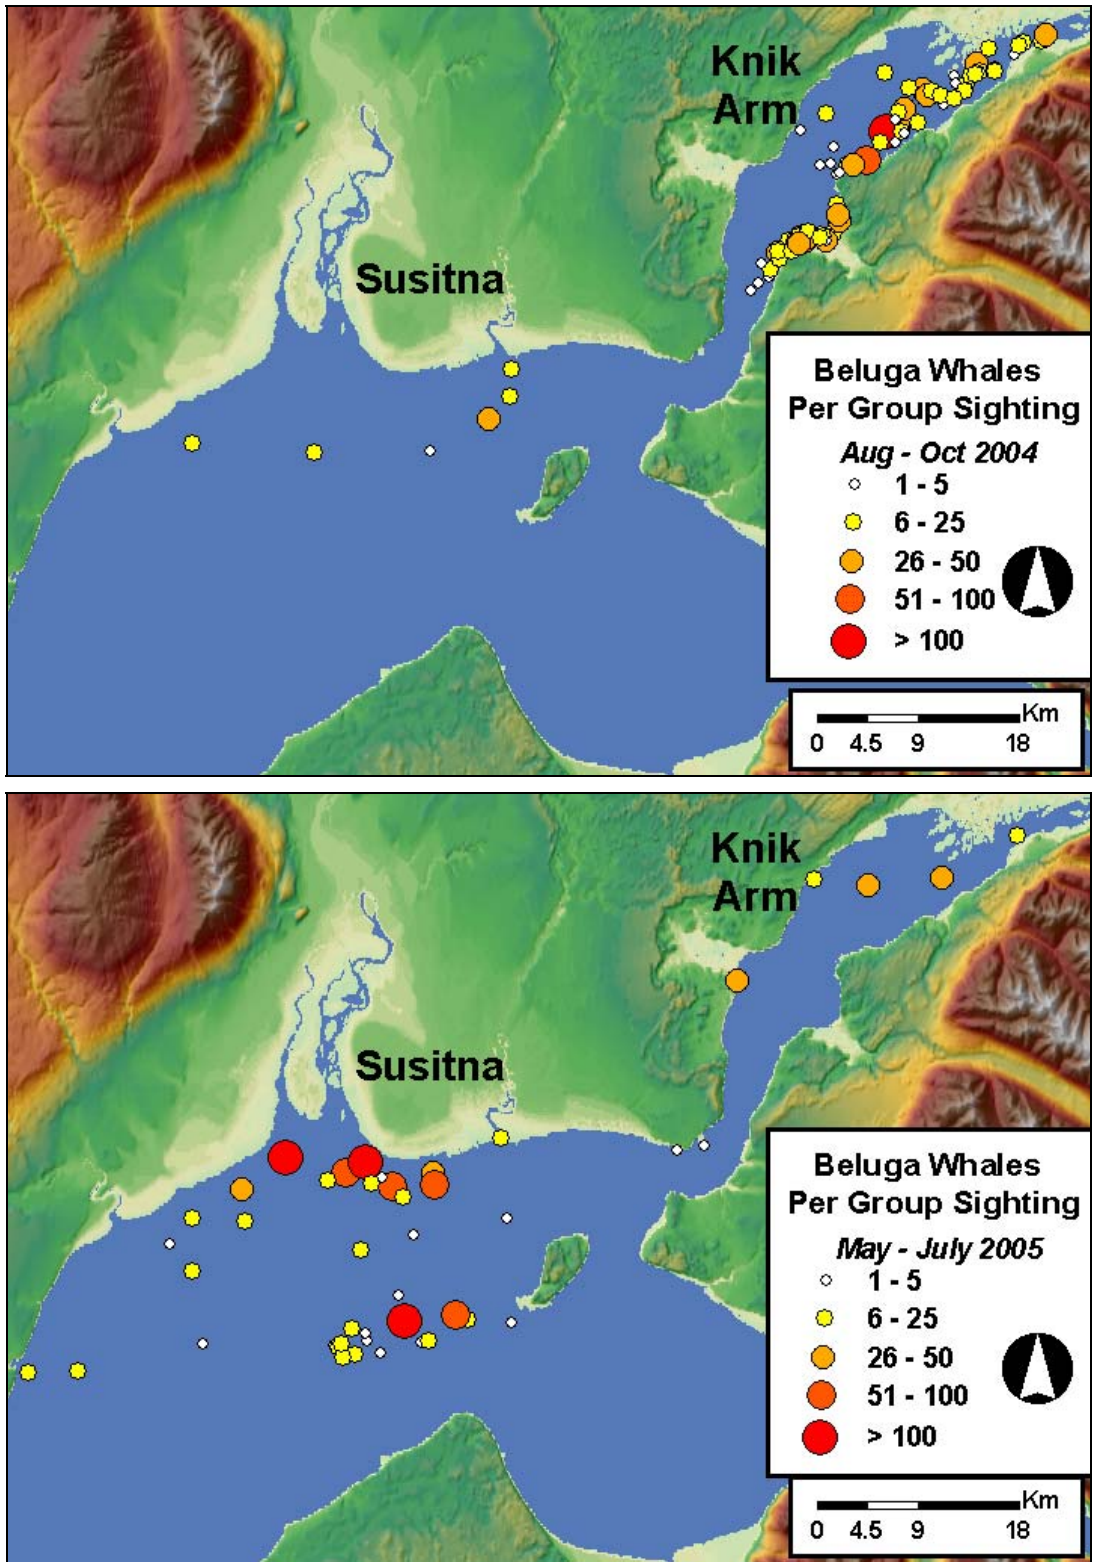 Knik
Arm
Susitna
Beluga Whales
Per Group Sighting
Aug - Oct 2004
1 - 5
6 - 25
26 - 50
51 - 100
> 100
Km
0 4.5 9 18
Knik
Arm
Susitna
Beluga Whales
Per Group Sighting
May - July 2005
1 - 5
6 - 25
26 - 50
51 - 100
> 100
Km
0 4.5 9 18